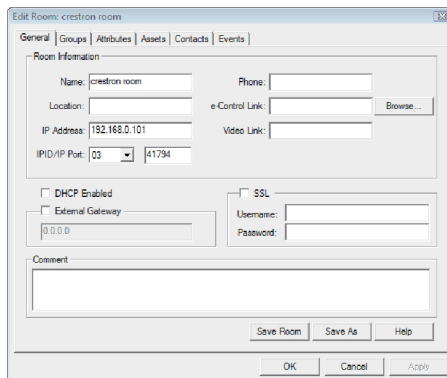 Edit Room: crestron room
General Groups Attributes Assets Contacts Events
Room Information
Name: crestron room Phone:
Location: e-Control Link: Browse...
IP Address: 192.168.0.101 Video Link:
IPID/IP Port: 03 41794
DHCP Enabled SSL
External Gateway Username:
0.0.0.0 Password:
Comment
Save Room Save As Help
OK Cancel Apply